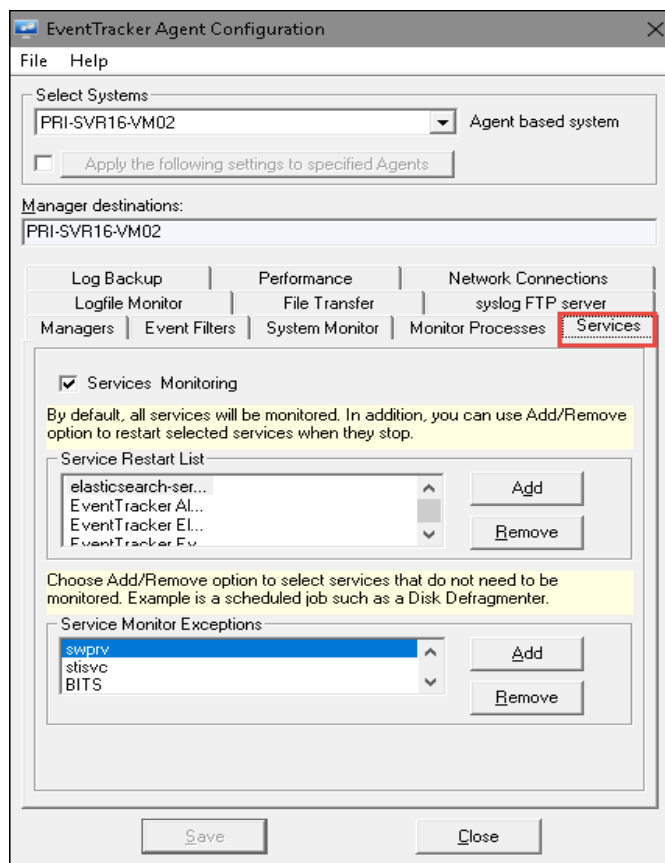 EventTracker Agent Configuration
File Help
Select Systems
PRI-SVR16-VM02 Agent based system
Apply the following settings to specified Agents
Manager destinations:
PRI-SVR16-VM02
Log Backup Performance Network Connections
Logfile Monitor File Transfer syslog FTP server
Managers Event Filters System Monitor Monitor Processes Services
Services Monitoring
By default, all services will be monitored. In addition, you can use Add/Remove
option to restart selected services when they stop.
Service Restart List
elasticsearch-ser...
EventTracker Al...
EventTracker El...
EventTracker Ev...
Add
Remove
Choose Add/Remove option to select services that do not need to be
monitored. Example is a scheduled job such as a Disk Defragmenter.
Service Monitor Exceptions
swprv
stisvc
BITS
Add
Remove
Save Close